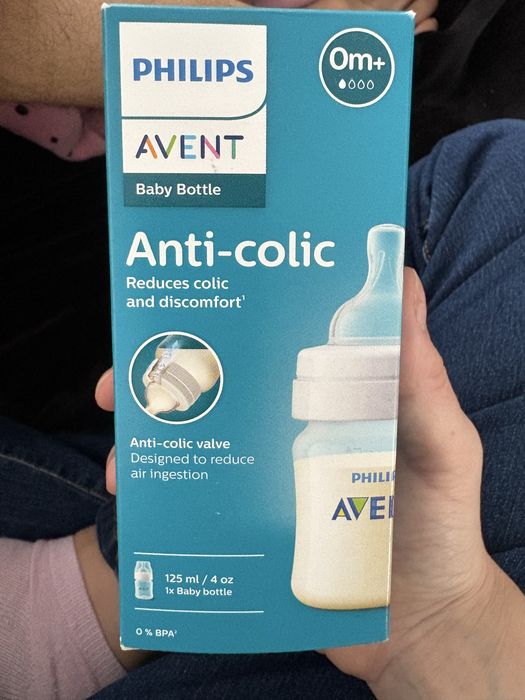 PHILIPS
AVENT
Baby Bottle
0m+
Anti-colic
Reduces colic
and discomfort¹
Anti-colic valve
Designed to reduce
air ingestion
125 ml / 4 oz
1x Baby bottle
0 % BPA²
PHILIP
AVE